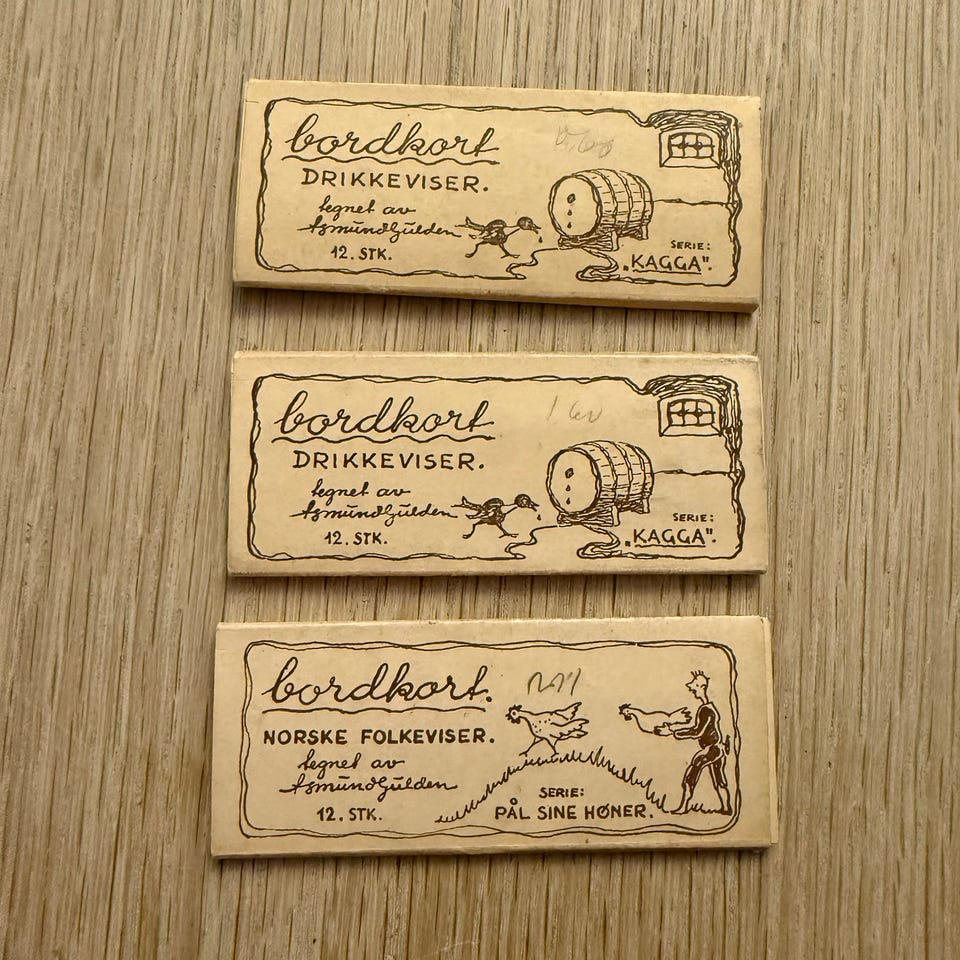 bordkort
DRIKKEVISER.
tegnet av
Asmund Gulden
12. STK.
SERIE:
„KAGGA".
bordkort
DRIKKEVISER.
tegnet av
Asmund Gulden
12. STK.
SERIE:
„KAGGA".
bordkort.
NORSKE FOLKEVISER.
tegnet av
Asmund Gulden
12. STK.
SERIE:
PÅL SINE HØNER.